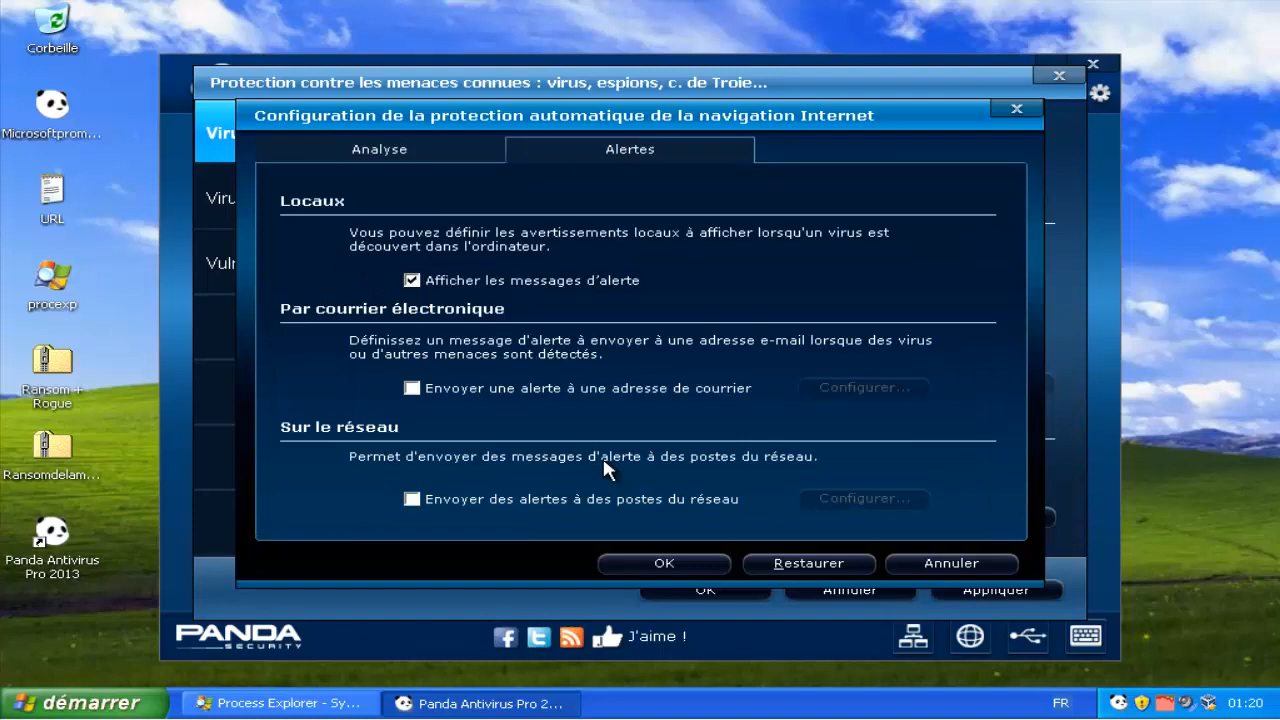 Corbeille
Microsoftprom...
URL
procexp
Ransom +
Rogue
Ransomdelam...
Panda Antivirus
Pro 2013
Protection contre les menaces connues : virus, espions, c. de Troie...
Configuration de la protection automatique de la navigation Internet
Analyse
Alertes
Locaux
Vous pouvez définir les avertissements locaux à afficher lorsqu'un virus est
découvert dans l'ordinateur.
Afficher les messages d'alerte
Par courrier électronique
Définissez un message d'alerte à envoyer à une adresse e-mail lorsque des virus
ou d'autres menaces sont détectés.
Envoyer une alerte à une adresse de courrier
Configurer...
Sur le réseau
Permet d'envoyer des messages d'alerte à des postes du réseau.
Envoyer des alertes à des postes du réseau
Configurer...
OK
Restaurer
Annuler
OK
Annuler
Appliquer
PANDA
SECURITY
J'aime !
démarrer
Process Explorer - Sy...
Panda Antivirus Pro 2...
FR
01:20